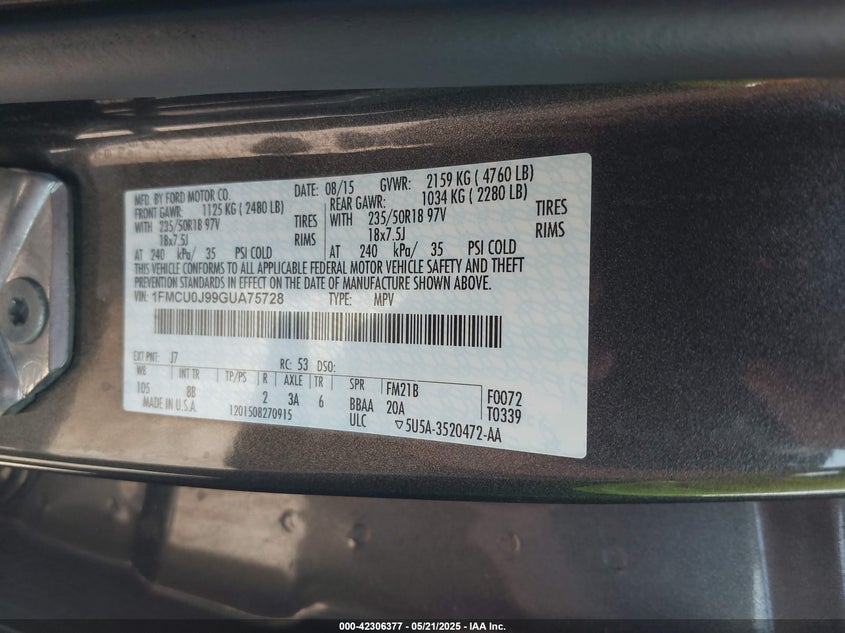 MFD. BY FORD MOTOR CO. DATE: 08/15 GVWR: 2159 KG ( 4760 LB)
FRONT GAWR: 1125 KG ( 2480 LB) REAR GAWR: 1034 KG ( 2280 LB)
WITH 235/50R18 97V TIRES WITH 235/50R18 97V TIRES
18x7.5J RIMS 18x7.5J RIMS
AT 240 kPa/ 35 PSI COLD AT 240 kPa/ 35 PSI COLD
THIS VEHICLE CONFORMS TO ALL APPLICABLE FEDERAL MOTOR VEHICLE SAFETY AND THEFT
PREVENTION STANDARDS IN EFFECT ON THE DATE OF MANUFACTURE SHOWN ABOVE.
VIN: 1FMCU0J99GUA75728 TYPE: MPV
EXT PNT: J7 RC: 53 DSO:
WB INT TR TP/PS R AXLE TR SPR FM21B F0072
105 8B 2 3A 6 BBAA 20A T0339
MADE IN U.S.A. 1201508270915 ULC ▽5U5A-3520472-AA
000-42306377 - 05/21/2025 - IAA Inc.